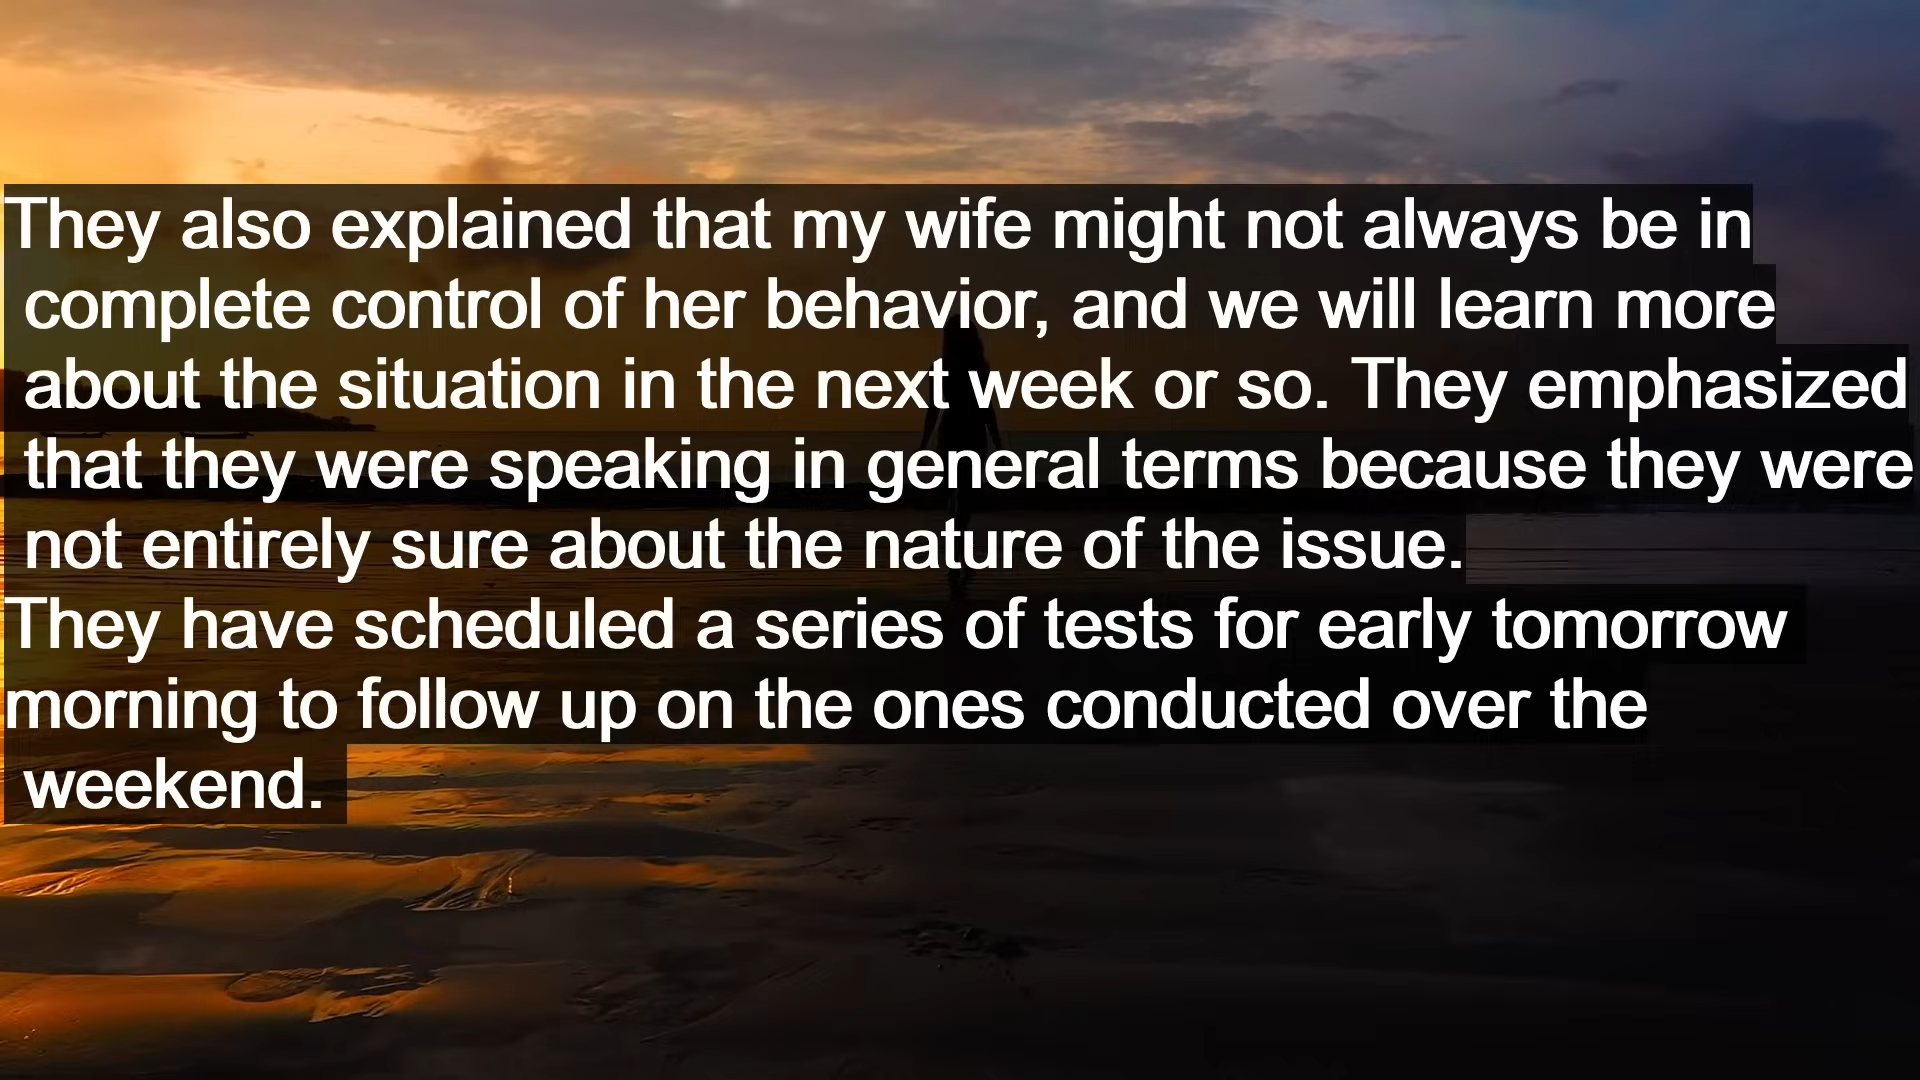 They also explained that my wife might not always be in
complete control of her behavior, and we will learn more
about the situation in the next week or so. They emphasized
that they were speaking in general terms because they were
not entirely sure about the nature of the issue.
They have scheduled a series of tests for early tomorrow
morning to follow up on the ones conducted over the
weekend.